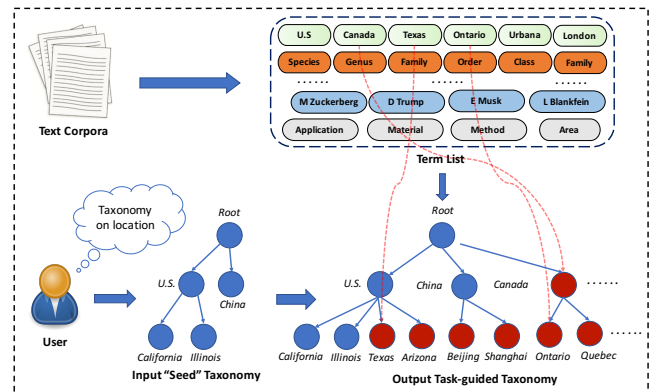 U.S Canada Texas Ontario Urbana London
Species Genus Family Order Class Family
...... ...... ......
M Zuckerberg D Trump E Musk L Blankfein
Application Material Method Area
Text Corpora
Term List
Taxonomy
on location
Root
Root
U.S.
China
U.S.
China
Canada
......
User
California Illinois
California Illinois Texas Arizona Beijing Shanghai Ontario Quebec
......
Input “Seed” Taxonomy
Output Task-guided Taxonomy